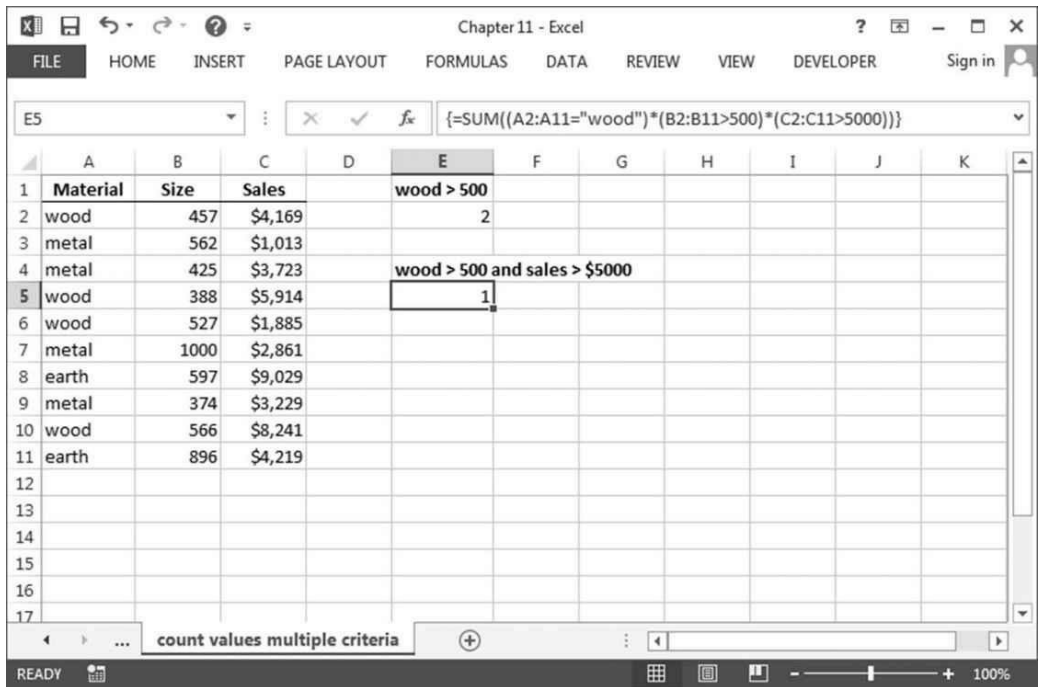 Chapter 11 - Excel
FILE HOME INSERT PAGE LAYOUT FORMULAS DATA REVIEW VIEW DEVELOPER Sign in
E5 fx {=SUM((A2:A11="wood")*(B2:B11>500)*(C2:C11>5000))}
A B C D E F G H I J K
1 Material Size Sales wood > 500
2 wood 457 $4,169 2
3 metal 562 $1,013
4 metal 425 $3,723 wood > 500 and sales > $5000
5 wood 388 $5,914 1
6 wood 527 $1,885
7 metal 1000 $2,861
8 earth 597 $9,029
9 metal 374 $3,229
10 wood 566 $8,241
11 earth 896 $4,219
12
13
14
15
16
17
... count values multiple criteria
READY 100%